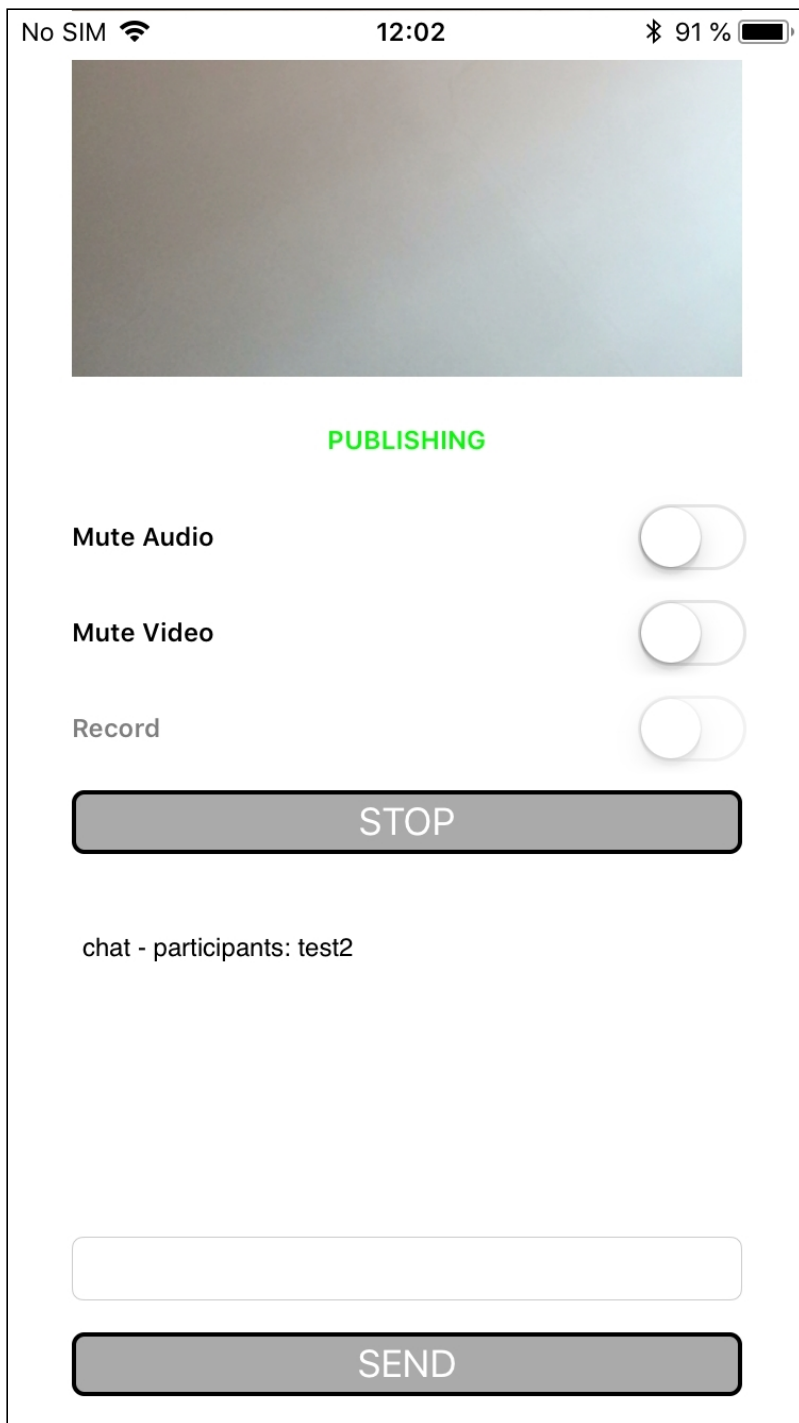 No SIM 12:02 91 %
PUBLISHING
Mute Audio
Mute Video
Record
STOP
chat - participants: test2
SEND